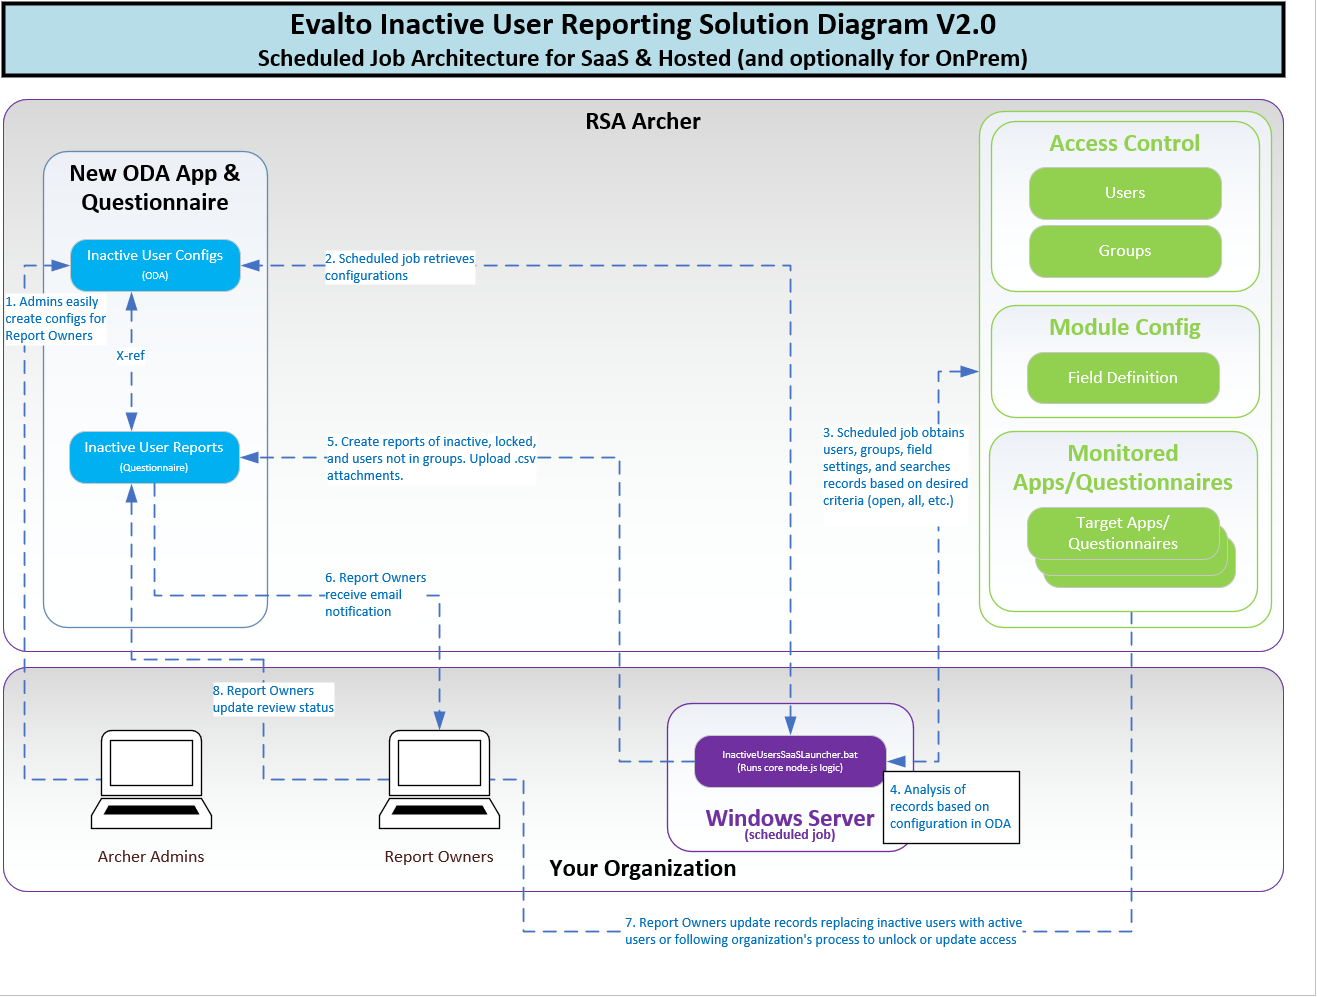 Evalto Inactive User Reporting Solution Diagram V2.0
Scheduled Job Architecture for SaaS & Hosted (and optionally for OnPrem)
RSA Archer
New ODA App &
Questionnaire
Inactive User Configs
(ODA)
1. Admins easily
create configs for
Report Owners
X-ref
Inactive User Reports
(Questionnaire)
2. Scheduled job retrieves
configurations
5. Create reports of inactive, locked,
and users not in groups. Upload .csv
attachments.
6. Report Owners
receive email
notification
3. Scheduled job obtains
users, groups, field
settings, and searches
records based on desired
criteria (open, all, etc.)
Access Control
Users
Groups
Module Config
Field Definition
Monitored
Apps/Questionnaires
Target Apps/
Questionnaires
8. Report Owners
update review status
Archer Admins
Report Owners
InactiveUsersSaaSLauncher.bat
(Runs core node.js logic)
Windows Server
(scheduled job)
4. Analysis of
records based on
configuration in ODA
Your Organization
7. Report Owners update records replacing inactive users with active
users or following organization's process to unlock or update access